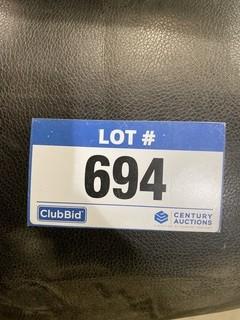 LOT #
694
ClubBid
CENTURY
AUCTIONS